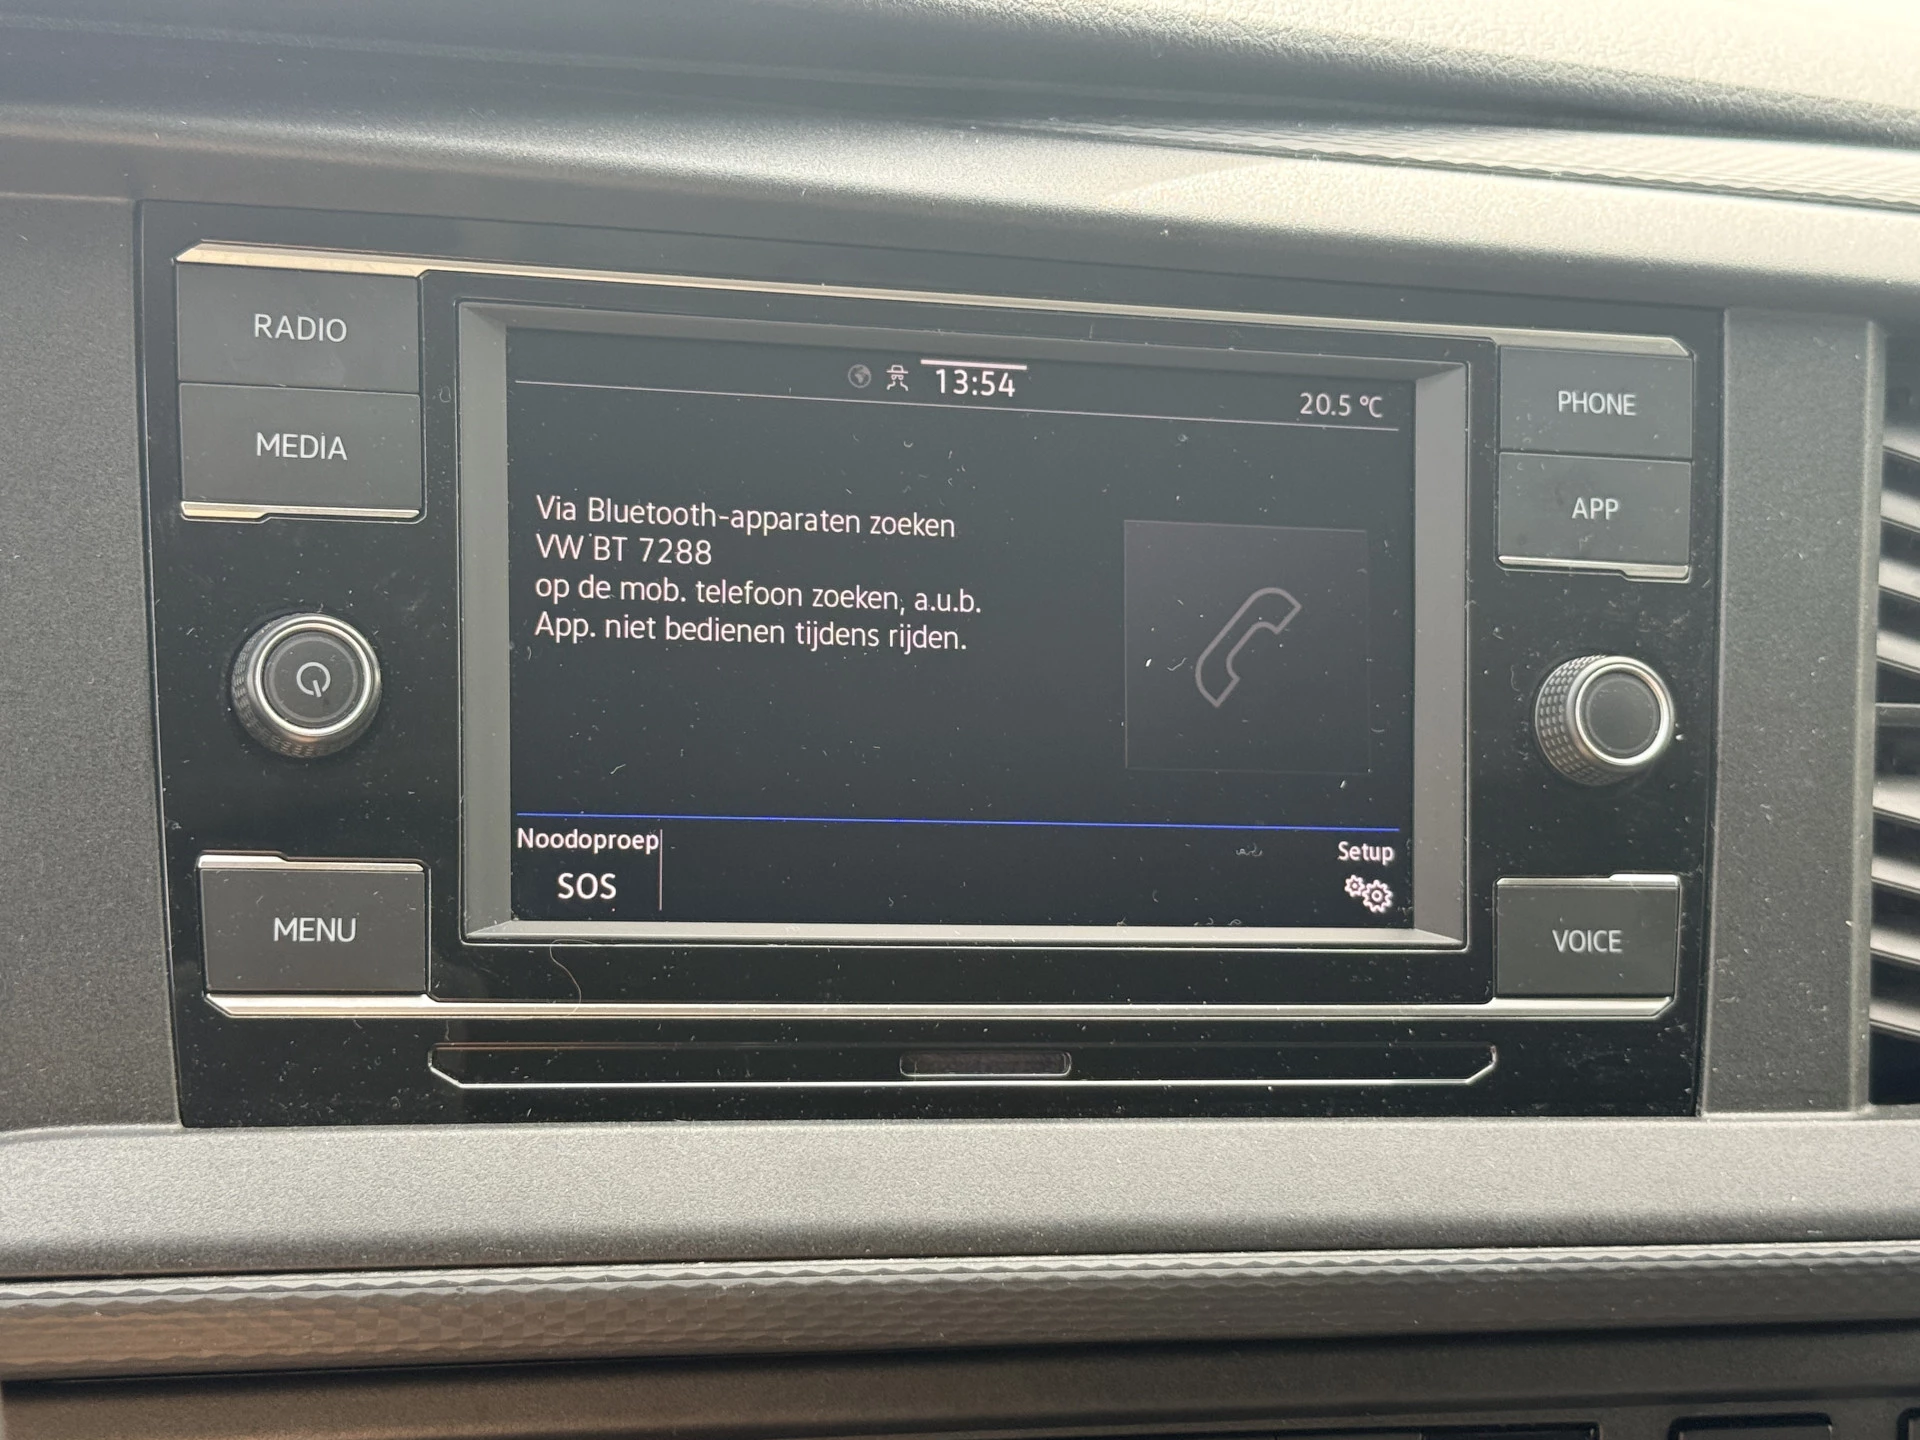 RADIO
MEDIA
MENU
13:54
20.5 °C
Via Bluetooth-apparaten zoeken
VW BT 7288
op de mob. telefoon zoeken, a.u.b.
App. niet bedienen tijdens rijden.
Noodoproep
SOS
Setup
PHONE
APP
VOICE